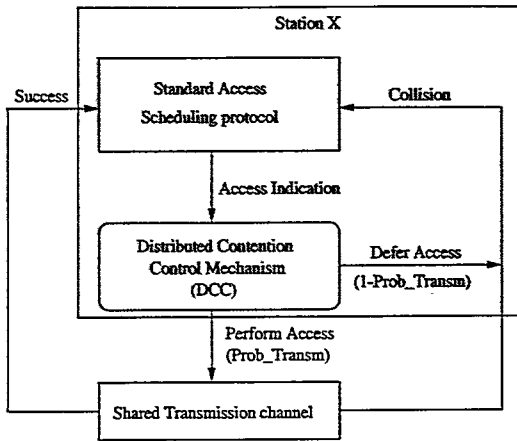 Station X
Success
Standard Access
Scheduling protocol
Collision
Access Indication
Distributed Contention
Control Mechanism
(DCC)
Defer Access
(1-Prob_Transm)
Perform Access
(Prob_Transm)
Shared Transmission channel